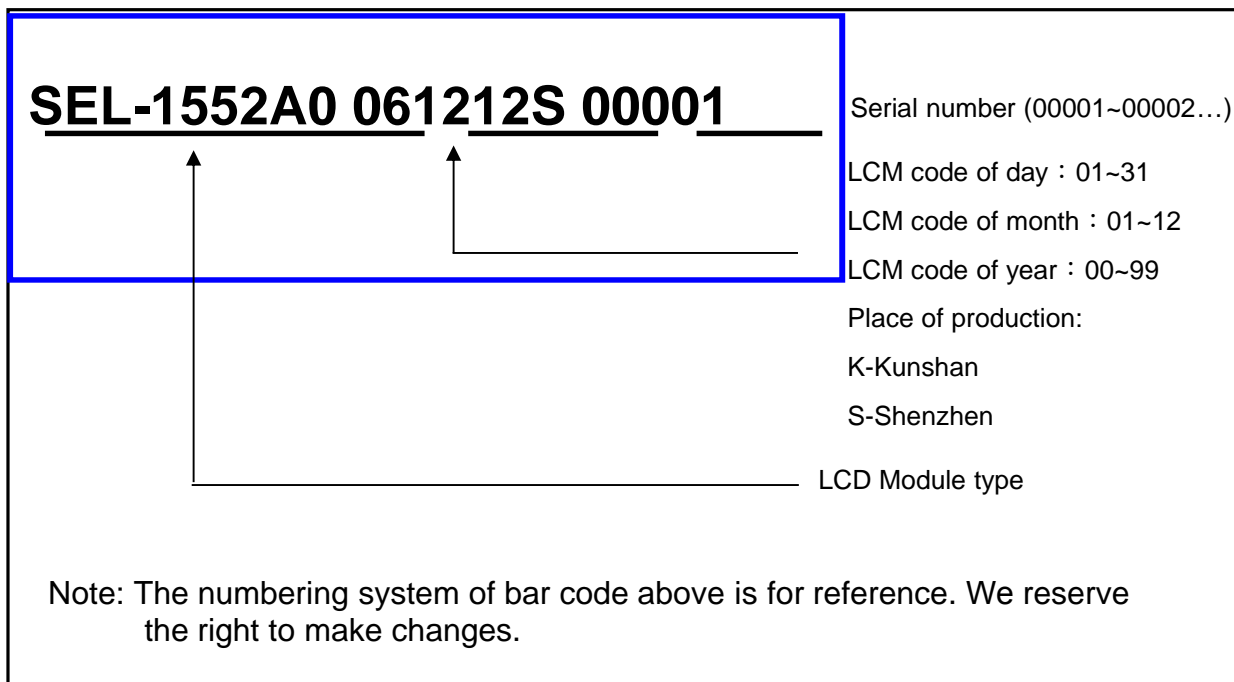 SEL-1552A0 061212S 00001
Serial number (00001~00002…)
LCM code of day：01~31
LCM code of month：01~12
LCM code of year：00~99
Place of production:
K-Kunshan
S-Shenzhen
LCD Module type
Note: The numbering system of bar code above is for reference. We reserve
the right to make changes.